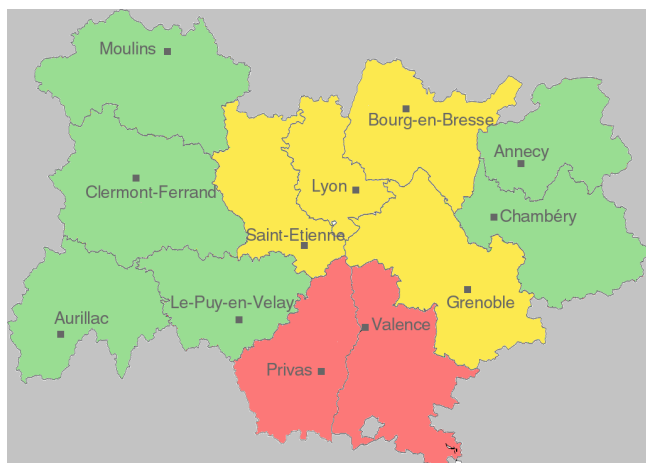 Moulins
Bourg-en-Bresse
Annecy
Clermont-Ferrand
Lyon
Chambéry
Saint-Etienne
Le-Puy-en-Velay
Grenoble
Aurillac
Valence
Privas